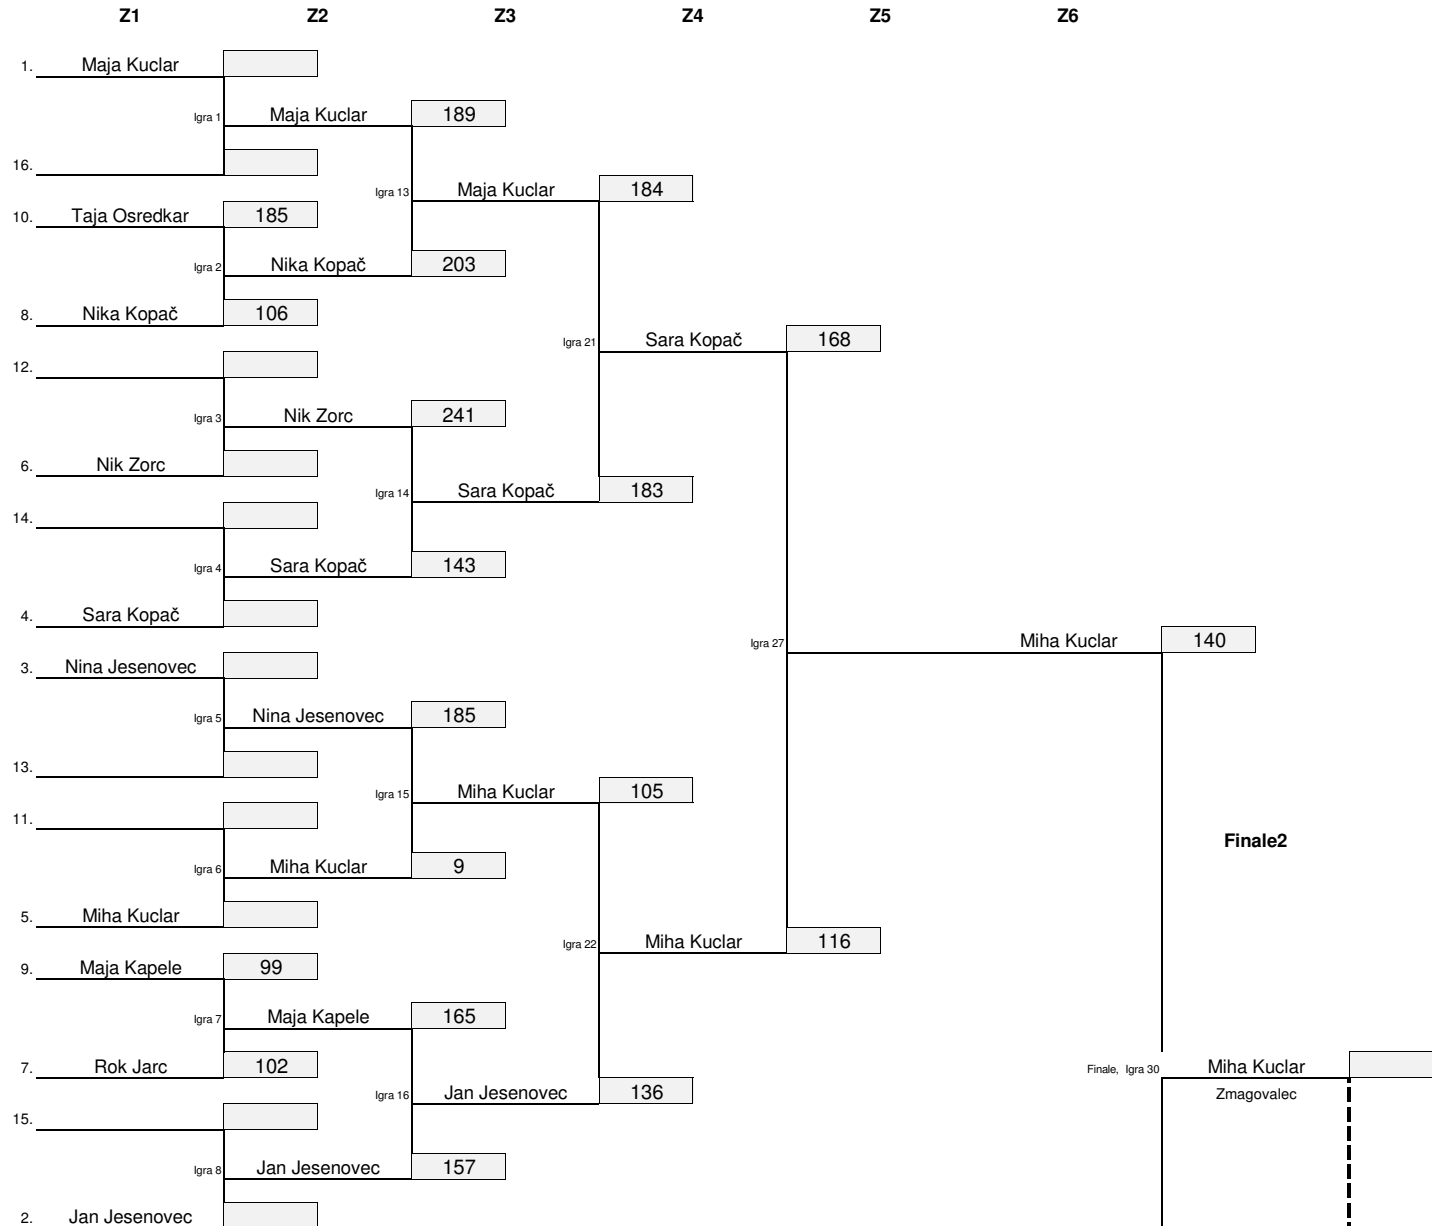 Z1 Z2 Z3 Z4 Z5 Z6
1. Maja Kuclar
Igra 1 Maja Kuclar 189
16.
Igra 13 Maja Kuclar 184
10. Taja Osredkar 185
Igra 2 Nika Kopač 203
8. Nika Kopač 106
Igra 21 Sara Kopač 168
12.
Igra 3 Nik Zorc 241
6. Nik Zorc
Igra 14 Sara Kopač 183
14.
Igra 4 Sara Kopač 143
4. Sara Kopač
Igra 27 Miha Kuclar 140
3. Nina Jesenovec
Igra 5 Nina Jesenovec 185
13.
Igra 15 Miha Kuclar 105
11.
Finale2
Igra 6 Miha Kuclar 9
5. Miha Kuclar
Igra 22 Miha Kuclar 116
9. Maja Kapele 99
Igra 7 Maja Kapele 165
7. Rok Jarc 102
Finale, Igra 30 Miha Kuclar
Igra 16 Jan Jesenovec 136
Zmagovalec
15.
Igra 8 Jan Jesenovec 157
2. Jan Jesenovec